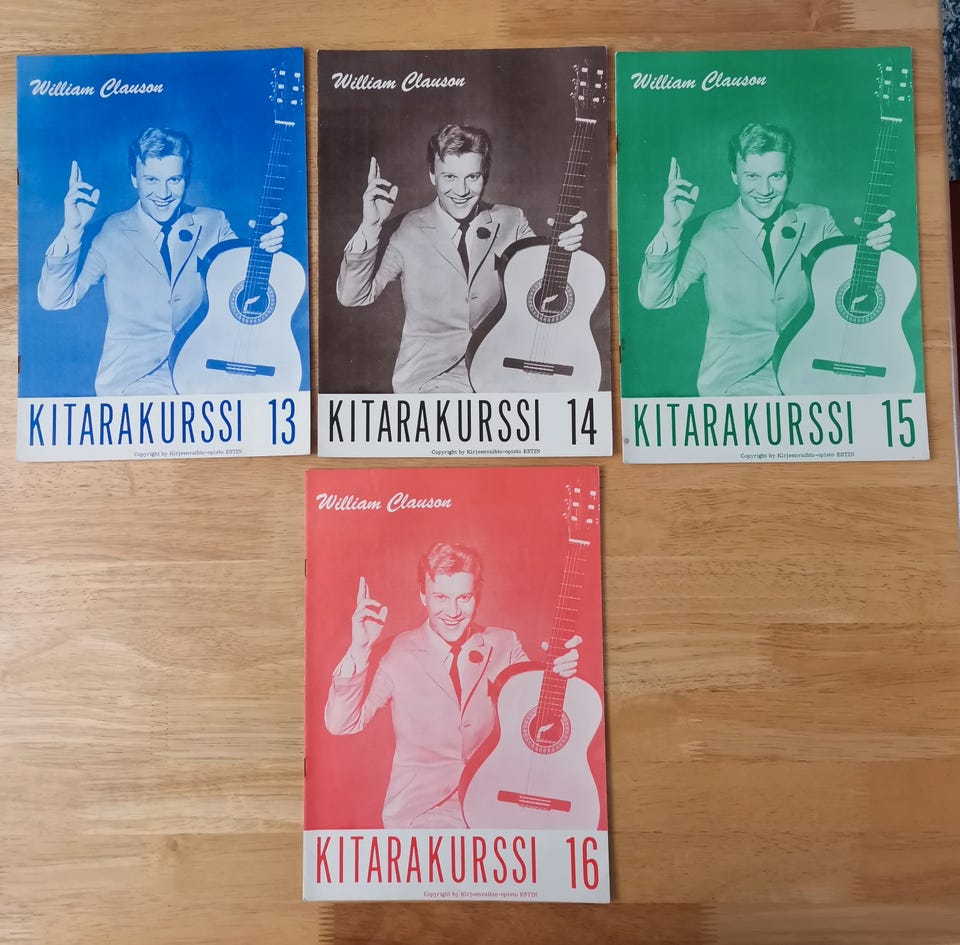 William Clauson
KITARAKURSSI 13
Copyright by Kirjeenvaihto-opisto ESTIN
William Clauson
KITARAKURSSI 14
Copyright by Kirjeenvaihto-opisto ESTIN
William Clauson
KITARAKURSSI 15
Copyright by Kirjeenvaihto-opisto ESTIN
William Clauson
KITARAKURSSI 16
Copyright by Kirjeenvaihto-opisto ESTIN